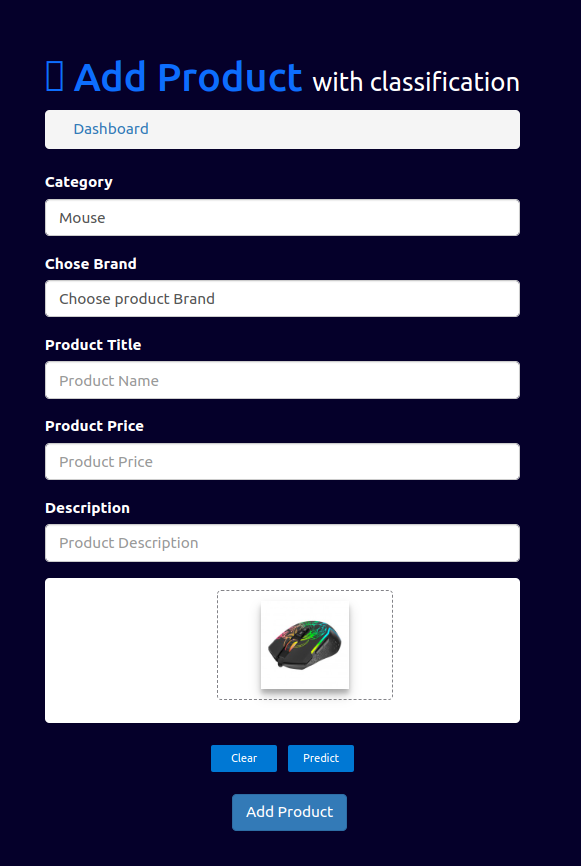 Add Product with classification
Dashboard
Category
Mouse
Chose Brand
Choose product Brand
Product Title
Product Name
Product Price
Product Price
Description
Product Description
Clear Predict
Add Product